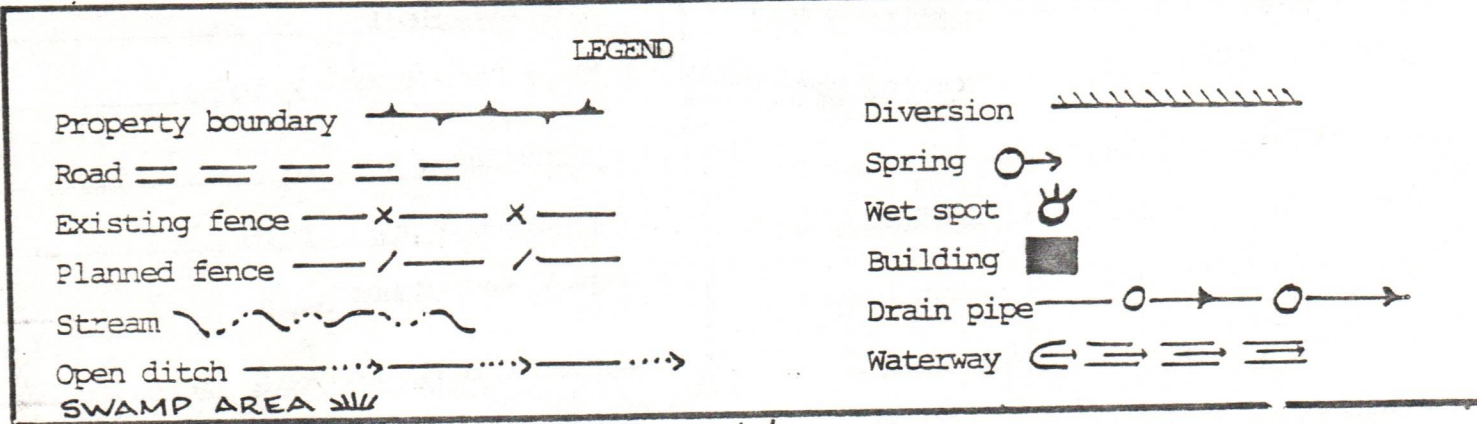 LEGEND
Property boundary
Road
Existing fence
Planned fence
Stream
Open ditch
SWAMP AREA
Diversion
Spring
Wet spot
Building
Drain pipe
Waterway